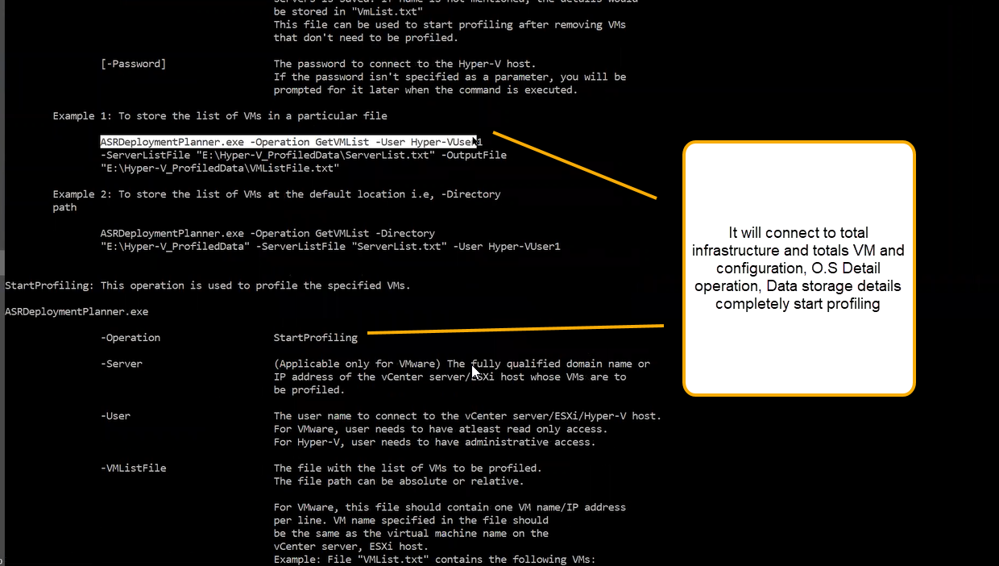 be stored in "VmList.txt"
This file can be used to start profiling after removing VMs
that don't need to be profiled.
[-Password] The password to connect to the Hyper-V host.
If the password isn't specified as a parameter, you will be
prompted for it later when the command is executed.
Example 1: To store the list of VMs in a particular file
ASRDeploymentPlanner.exe -Operation GetVMList -User Hyper-VUser1
-ServerListFile "E:\Hyper-V_ProfiledData\ServerList.txt" -OutputFile
"E:\Hyper-V_ProfiledData\VMListFile.txt"
Example 2: To store the list of VMs at the default location i.e, -Directory
path
ASRDeploymentPlanner.exe -Operation GetVMList -Directory
"E:\Hyper-V_ProfiledData" -ServerListFile "ServerList.txt" -User Hyper-VUser1
StartProfiling: This operation is used to profile the specified VMs.
ASRDeploymentPlanner.exe
-Operation StartProfiling
-Server (Applicable only for VMware) The fully qualified domain name or
IP address of the vCenter server/ESXi host whose VMs are to
be profiled.
-User The user name to connect to the vCenter server/ESXi/Hyper-V host.
For VMware, user needs to have atleast read only access.
For Hyper-V, user needs to have administrative access.
-VMListFile The file with the list of VMs to be profiled.
The file path can be absolute or relative.
For VMware, this file should contain one VM name/IP address
per line. VM name specified in the file should
be the same as the virtual machine name on the
vCenter server, ESXi host.
Example: File "VMList.txt" contains the following VMs:
It will connect to total
infrastructure and totals VM and
configuration, O.S Detail
operation, Data storage details
completely start profiling